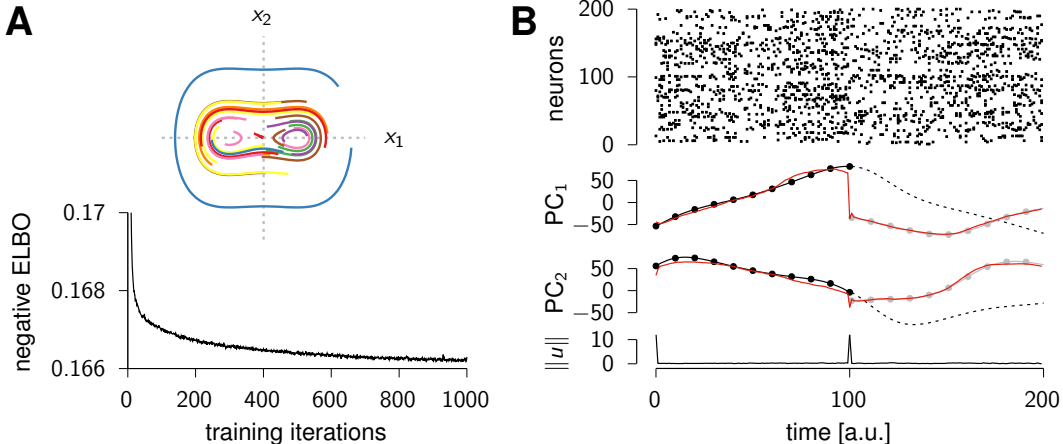 A
x2
x1
0.17
0.168
0.166
negative ELBO
0 200 400 600 800 1000
training iterations
B
200
100
0
neurons
50
0
−50
PC1
50
0
−50
PC2
10
0
||u||
0 100 200
time [a.u.]